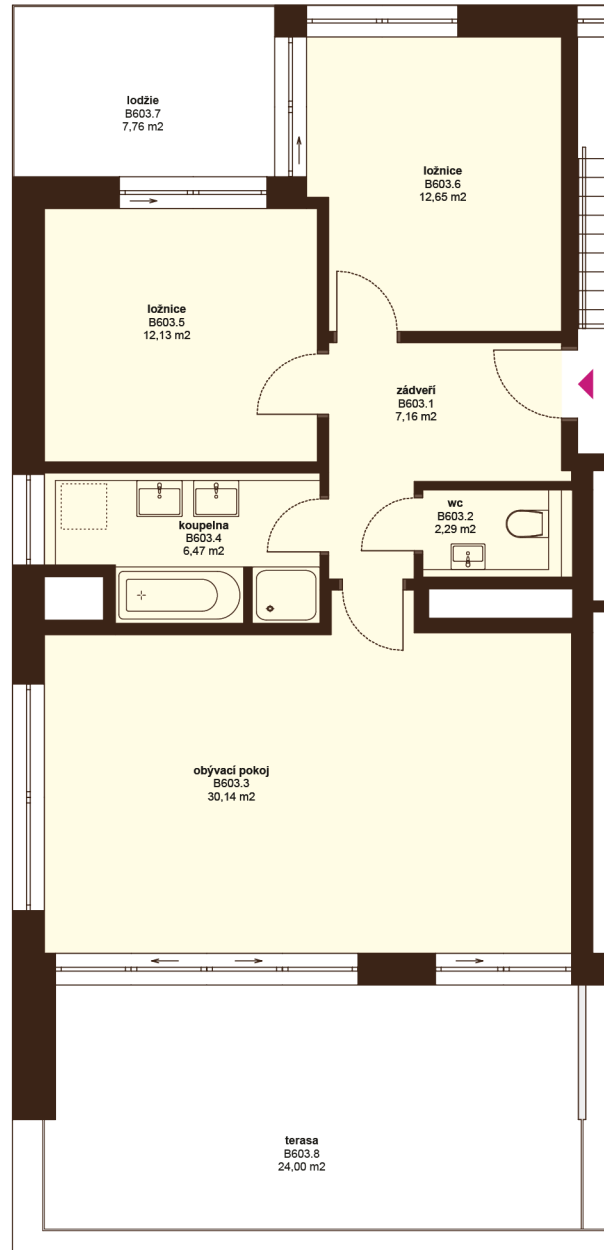 lodžie
B603.7
7,76 m2
ložnice
B603.6
12,65 m2
ložnice
B603.5
12,13 m2
zádveří
B603.1
7,16 m2
wc
B603.2
2,29 m2
koupelna
B603.4
6,47 m2
obývací pokoj
B603.3
30,14 m2
terasa
B603.8
24,00 m2